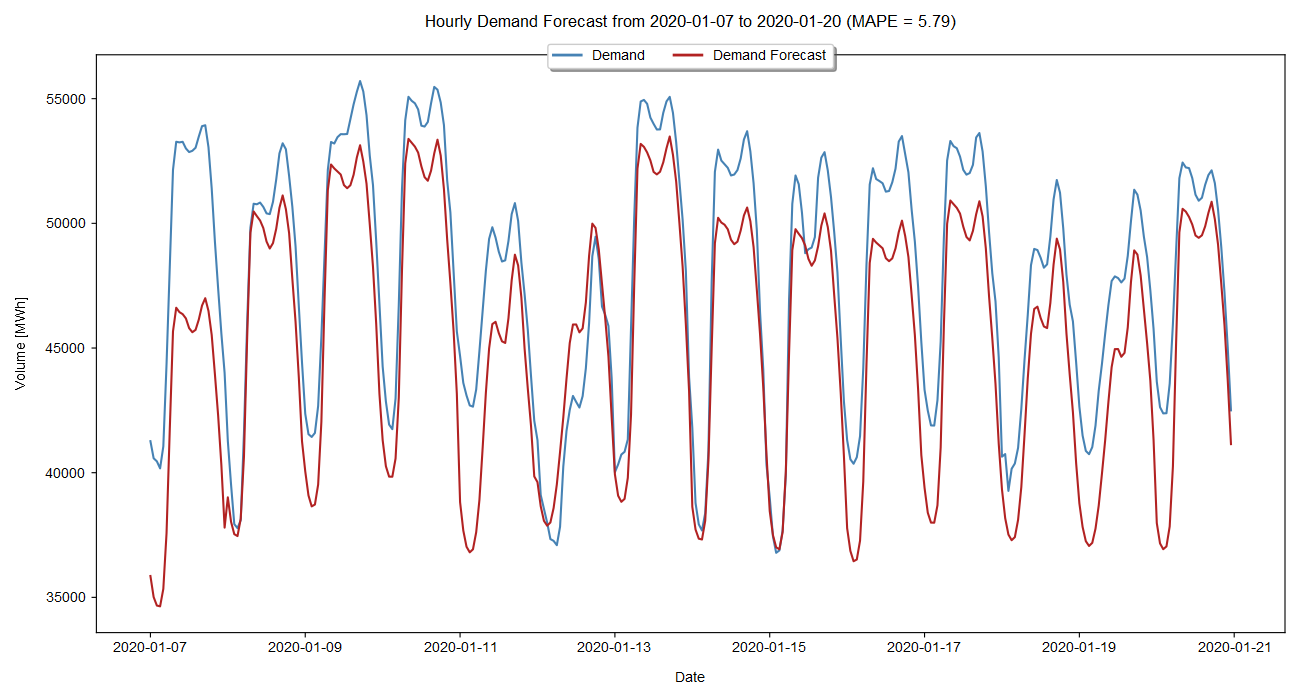 Hourly Demand Forecast from 2020-01-07 to 2020-01-20 (MAPE = 5.79)
Demand Demand Forecast
55000
50000
45000
40000
35000
Volume [MWh]
2020-01-07 2020-01-09 2020-01-11 2020-01-13 2020-01-15 2020-01-17 2020-01-19 2020-01-21
Date